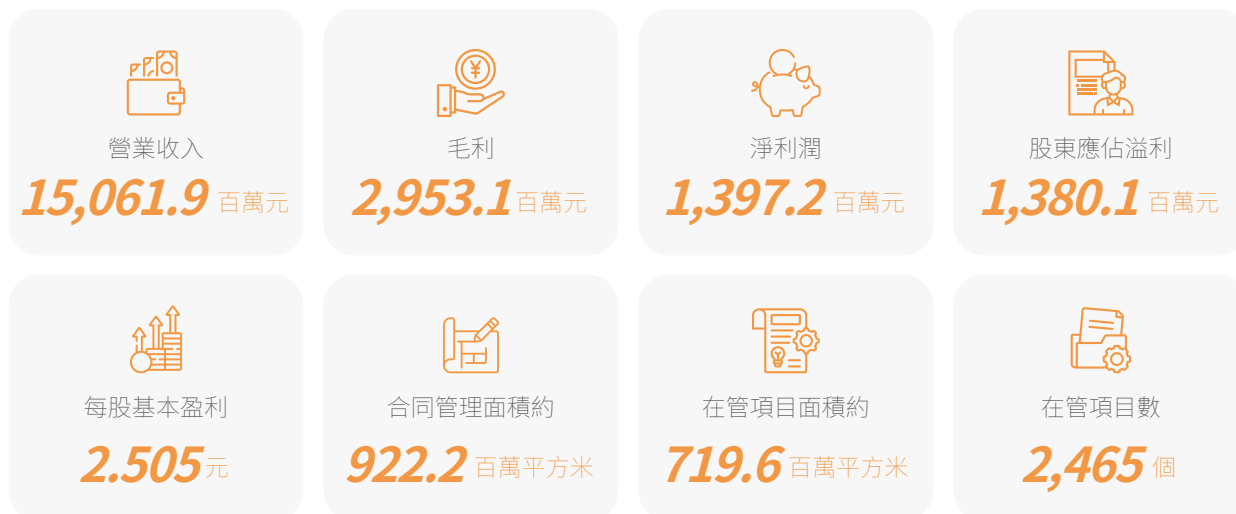 營業收入
15,061.9 百萬元
毛利
2,953.1 百萬元
淨利潤
1,397.2 百萬元
股東應佔溢利
1,380.1 百萬元
每股基本盈利
2.505 元
合同管理面積約
922.2 百萬平方米
在管項目面積約
719.6 百萬平方米
在管項目數
2,465 個